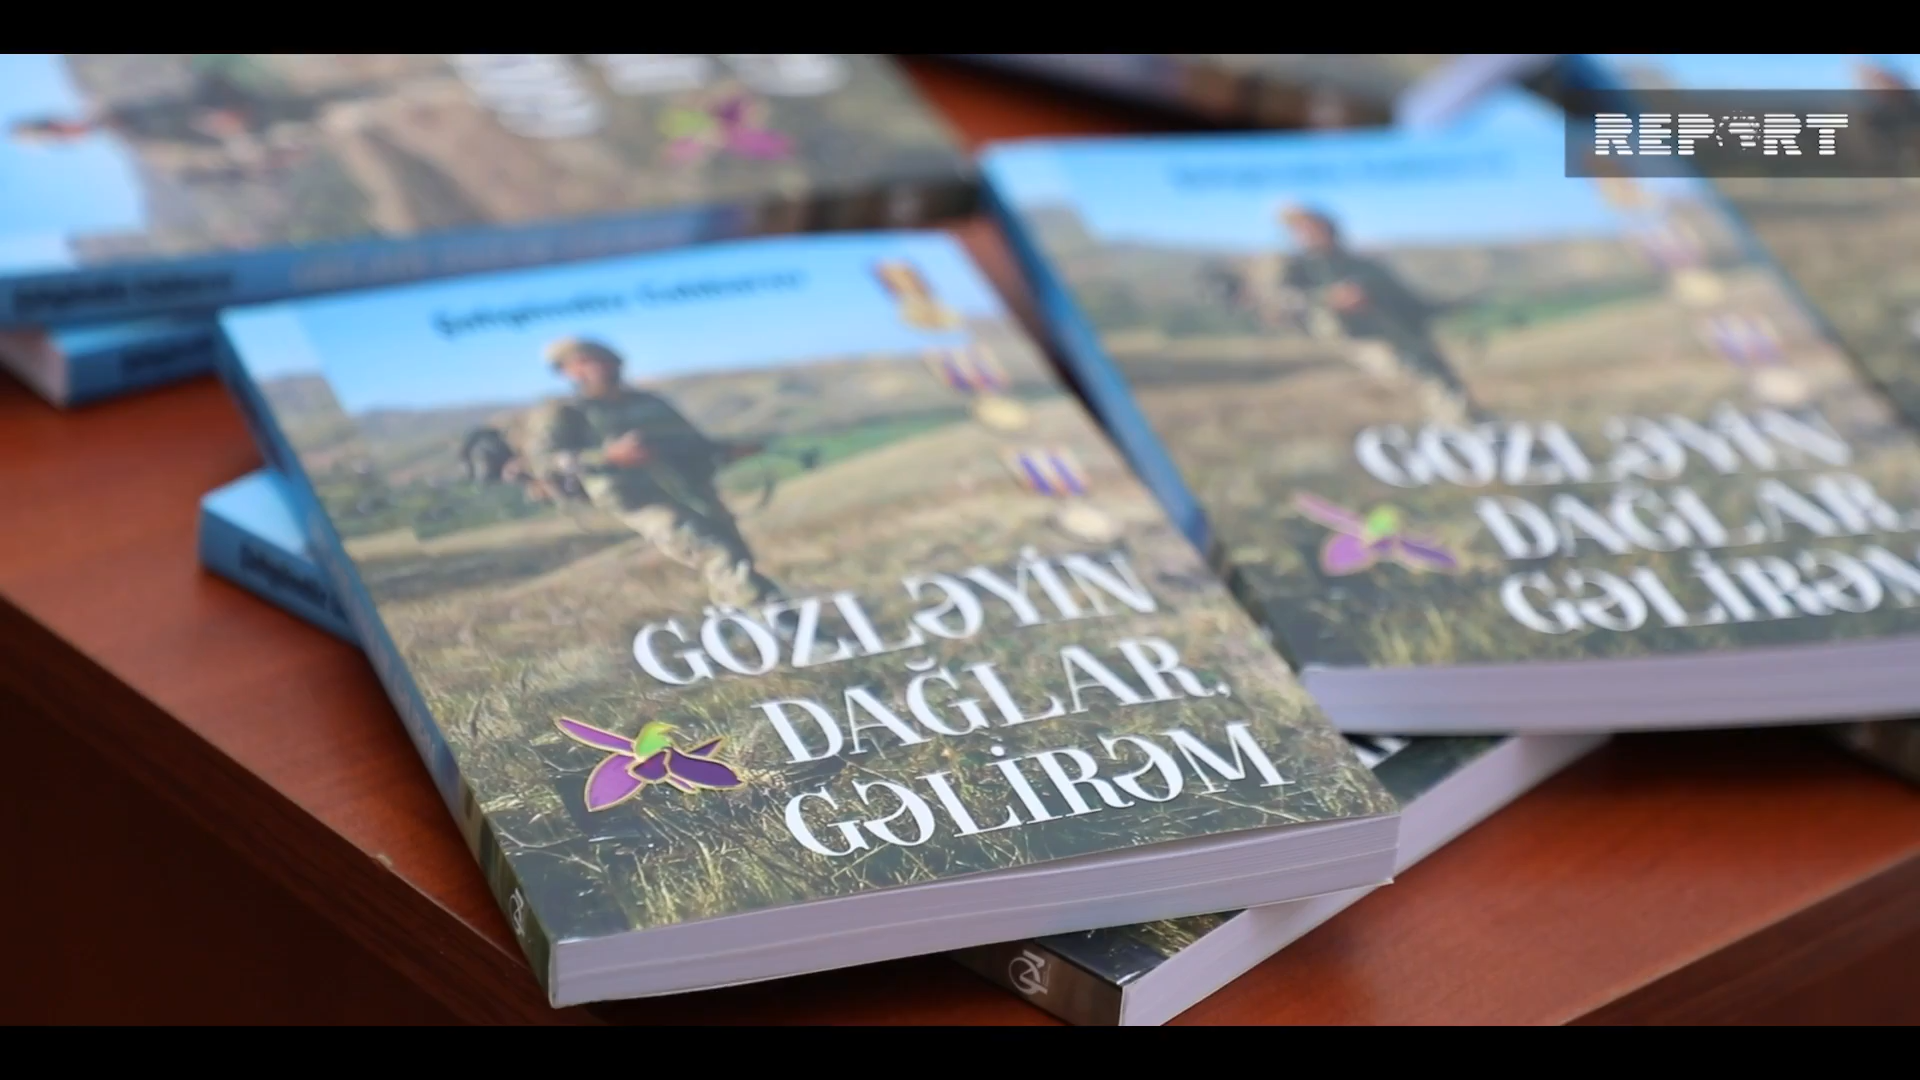 REPORT
GÖZLƏYİN
DAĞLAR,
GƏLİRƏM
GÖZLƏYİN
DAĞLAR,
GƏLİRƏM